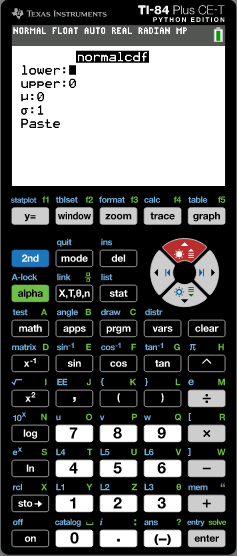 TEXAS INSTRUMENTS TI-84 Plus CE-T
PYTHON EDITION
NORMAL FLOAT AUTO REAL RADIAN MP
normalcdf
lower:
upper:0
μ:0
σ:1
Paste
statplot f1 tblset f2 format f3 calc f4 table f5
y= window zoom trace graph
quit ins
2nd mode del
A-lock link list
alpha X,T,θ,n stat
test A angle B draw C distr
math apps prgm vars clear
matrix D sin⁻¹ E cos⁻¹ F tan⁻¹ G π H
x⁻¹ sin cos tan ^
√ I EE J { K } L e M
x² , ( ) ÷
10ˣ N u O v P w Q [ R
log 7 8 9 ×
eˣ S L4 T L5 U L6 V ] W
ln 4 5 6 −
rcl X L1 Y L2 Z L3 θ mem "
sto→ 1 2 3 +
off catalog i : ans ? entry solve
on 0 . (−) enter